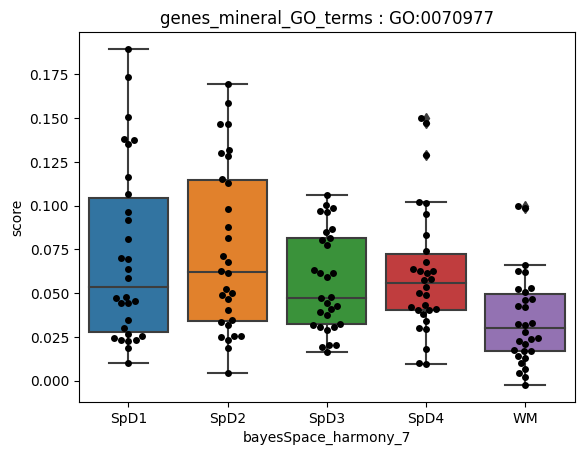 genes_mineral_GO_terms : GO:0070977
score
0.175
0.150
0.125
0.100
0.075
0.050
0.025
0.000
SpD1 SpD2 SpD3 SpD4 WM
bayesSpace_harmony_7